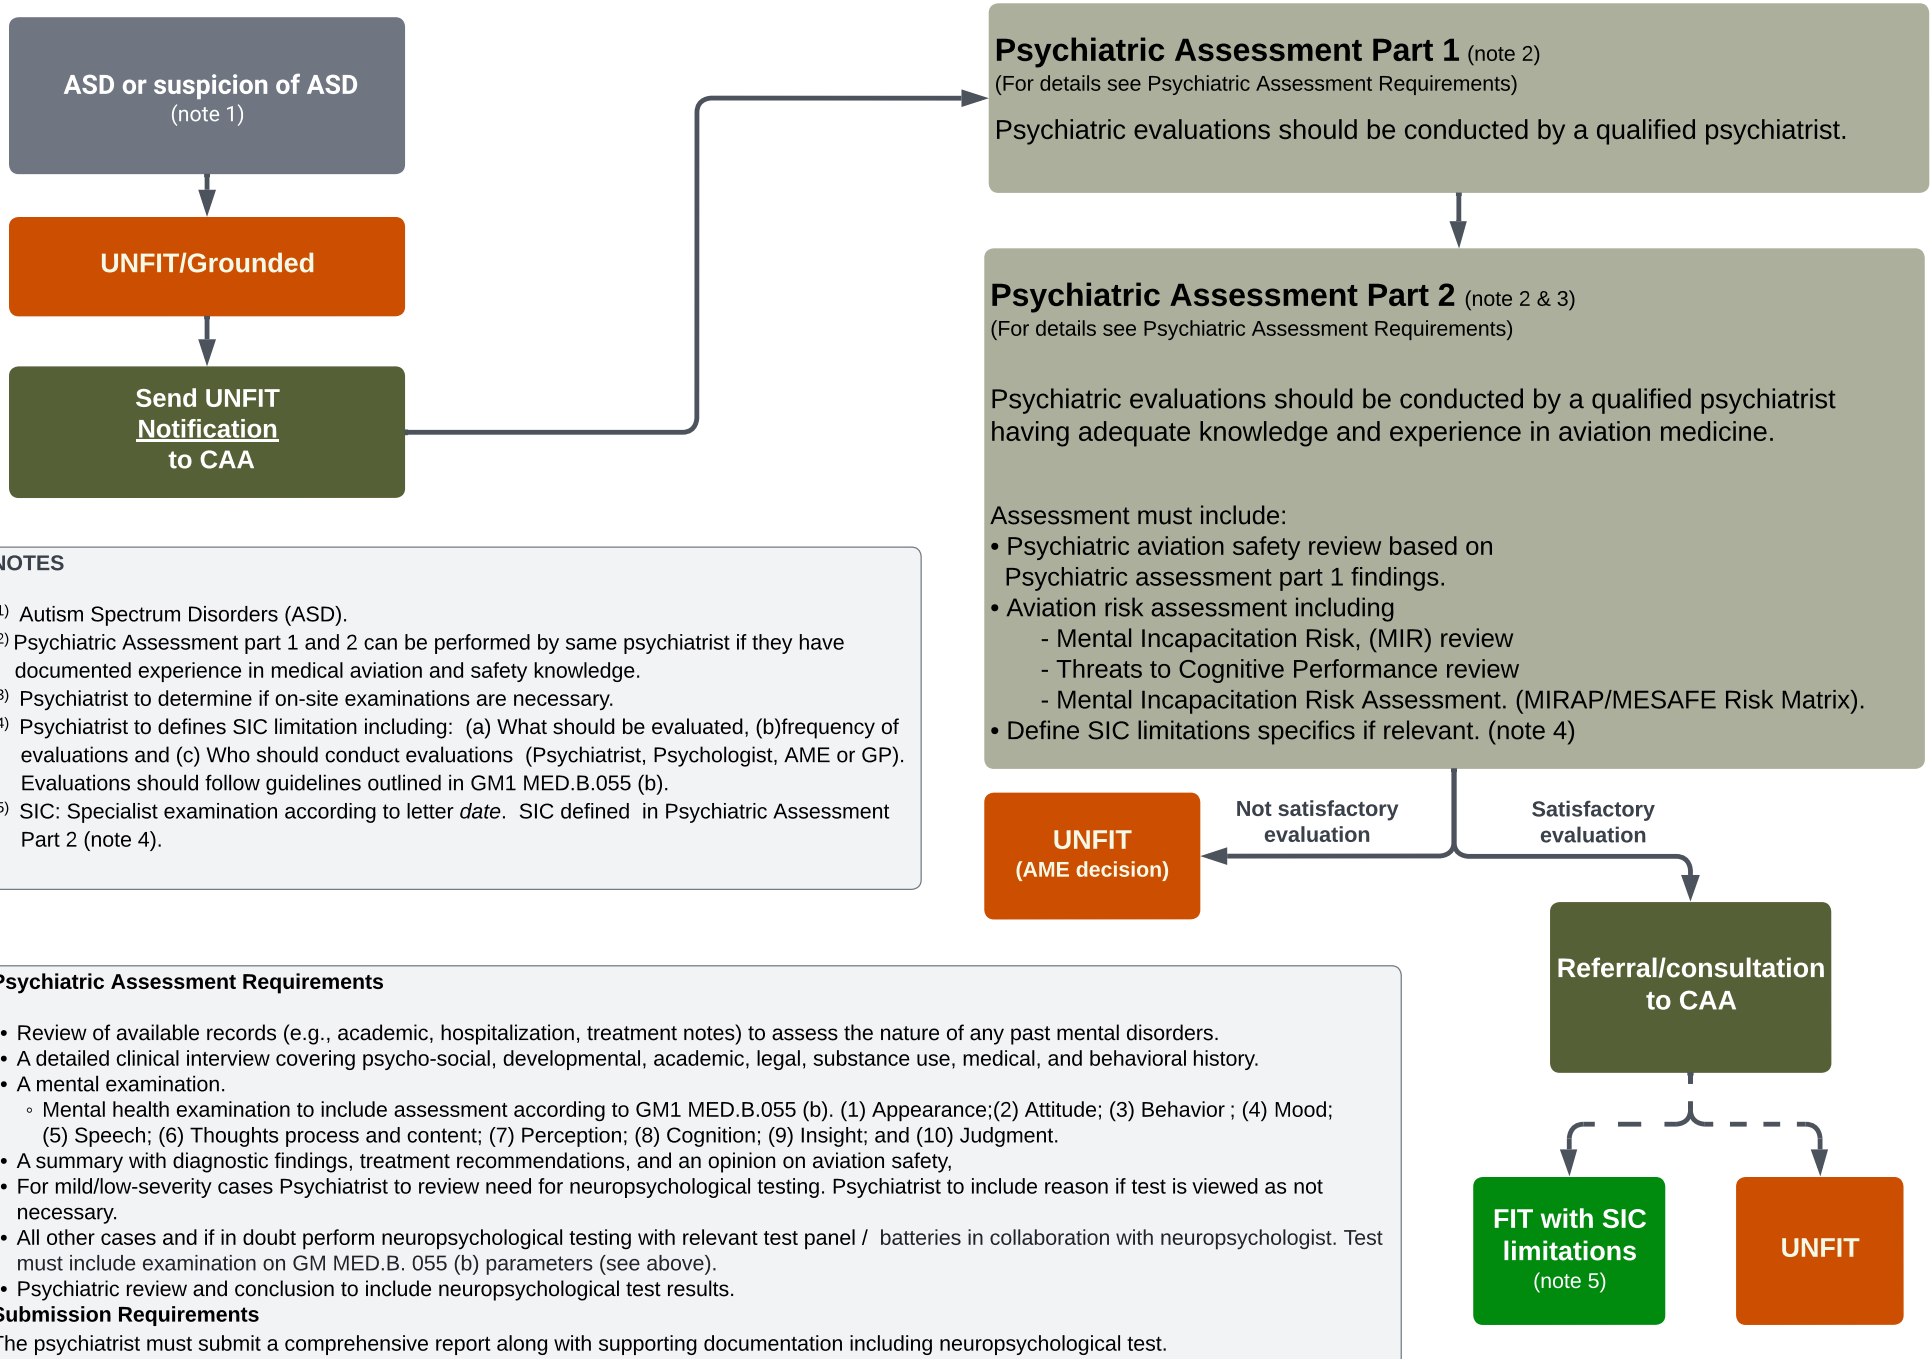 ASD or suspicion of ASD
(note 1)
UNFIT/Grounded
Send UNFIT
Notification
to CAA
Psychiatric Assessment Part 1 (note 2)
(For details see Psychiatric Assessment Requirements)
Psychiatric evaluations should be conducted by a qualified psychiatrist.
Psychiatric Assessment Part 2 (note 2 & 3)
(For details see Psychiatric Assessment Requirements)
Psychiatric evaluations should be conducted by a qualified psychiatrist
having adequate knowledge and experience in aviation medicine.
Assessment must include:
• Psychiatric aviation safety review based on
Psychiatric assessment part 1 findings.
• Aviation risk assessment including
- Mental Incapacitation Risk, (MIR) review
- Threats to Cognitive Performance review
- Mental Incapacitation Risk Assessment. (MIRAP/MESAFE Risk Matrix).
• Define SIC limitations specifics if relevant. (note 4)
Not satisfactory
evaluation
Satisfactory
evaluation
UNFIT
(AME decision)
Referral/consultation
to CAA
FIT with SIC
limitations
(note 5)
UNFIT
NOTES
1) Autism Spectrum Disorders (ASD).
2) Psychiatric Assessment part 1 and 2 can be performed by same psychiatrist if they have
documented experience in medical aviation and safety knowledge.
3) Psychiatrist to determine if on-site examinations are necessary.
4) Psychiatrist to defines SIC limitation including: (a) What should be evaluated, (b)frequency of
evaluations and (c) Who should conduct evaluations (Psychiatrist, Psychologist, AME or GP).
Evaluations should follow guidelines outlined in GM1 MED.B.055 (b).
5) SIC: Specialist examination according to letter date. SIC defined in Psychiatric Assessment
Part 2 (note 4).
Psychiatric Assessment Requirements
• Review of available records (e.g., academic, hospitalization, treatment notes) to assess the nature of any past mental disorders.
• A detailed clinical interview covering psycho-social, developmental, academic, legal, substance use, medical, and behavioral history.
• A mental examination.
◦ Mental health examination to include assessment according to GM1 MED.B.055 (b). (1) Appearance;(2) Attitude; (3) Behavior ; (4) Mood;
(5) Speech; (6) Thoughts process and content; (7) Perception; (8) Cognition; (9) Insight; and (10) Judgment.
• A summary with diagnostic findings, treatment recommendations, and an opinion on aviation safety,
• For mild/low-severity cases Psychiatrist to review need for neuropsychological testing. Psychiatrist to include reason if test is viewed as not
necessary.
• All other cases and if in doubt perform neuropsychological testing with relevant test panel / batteries in collaboration with neuropsychologist. Test
must include examination on GM MED.B. 055 (b) parameters (see above).
• Psychiatric review and conclusion to include neuropsychological test results.
Submission Requirements
The psychiatrist must submit a comprehensive report along with supporting documentation including neuropsychological test.